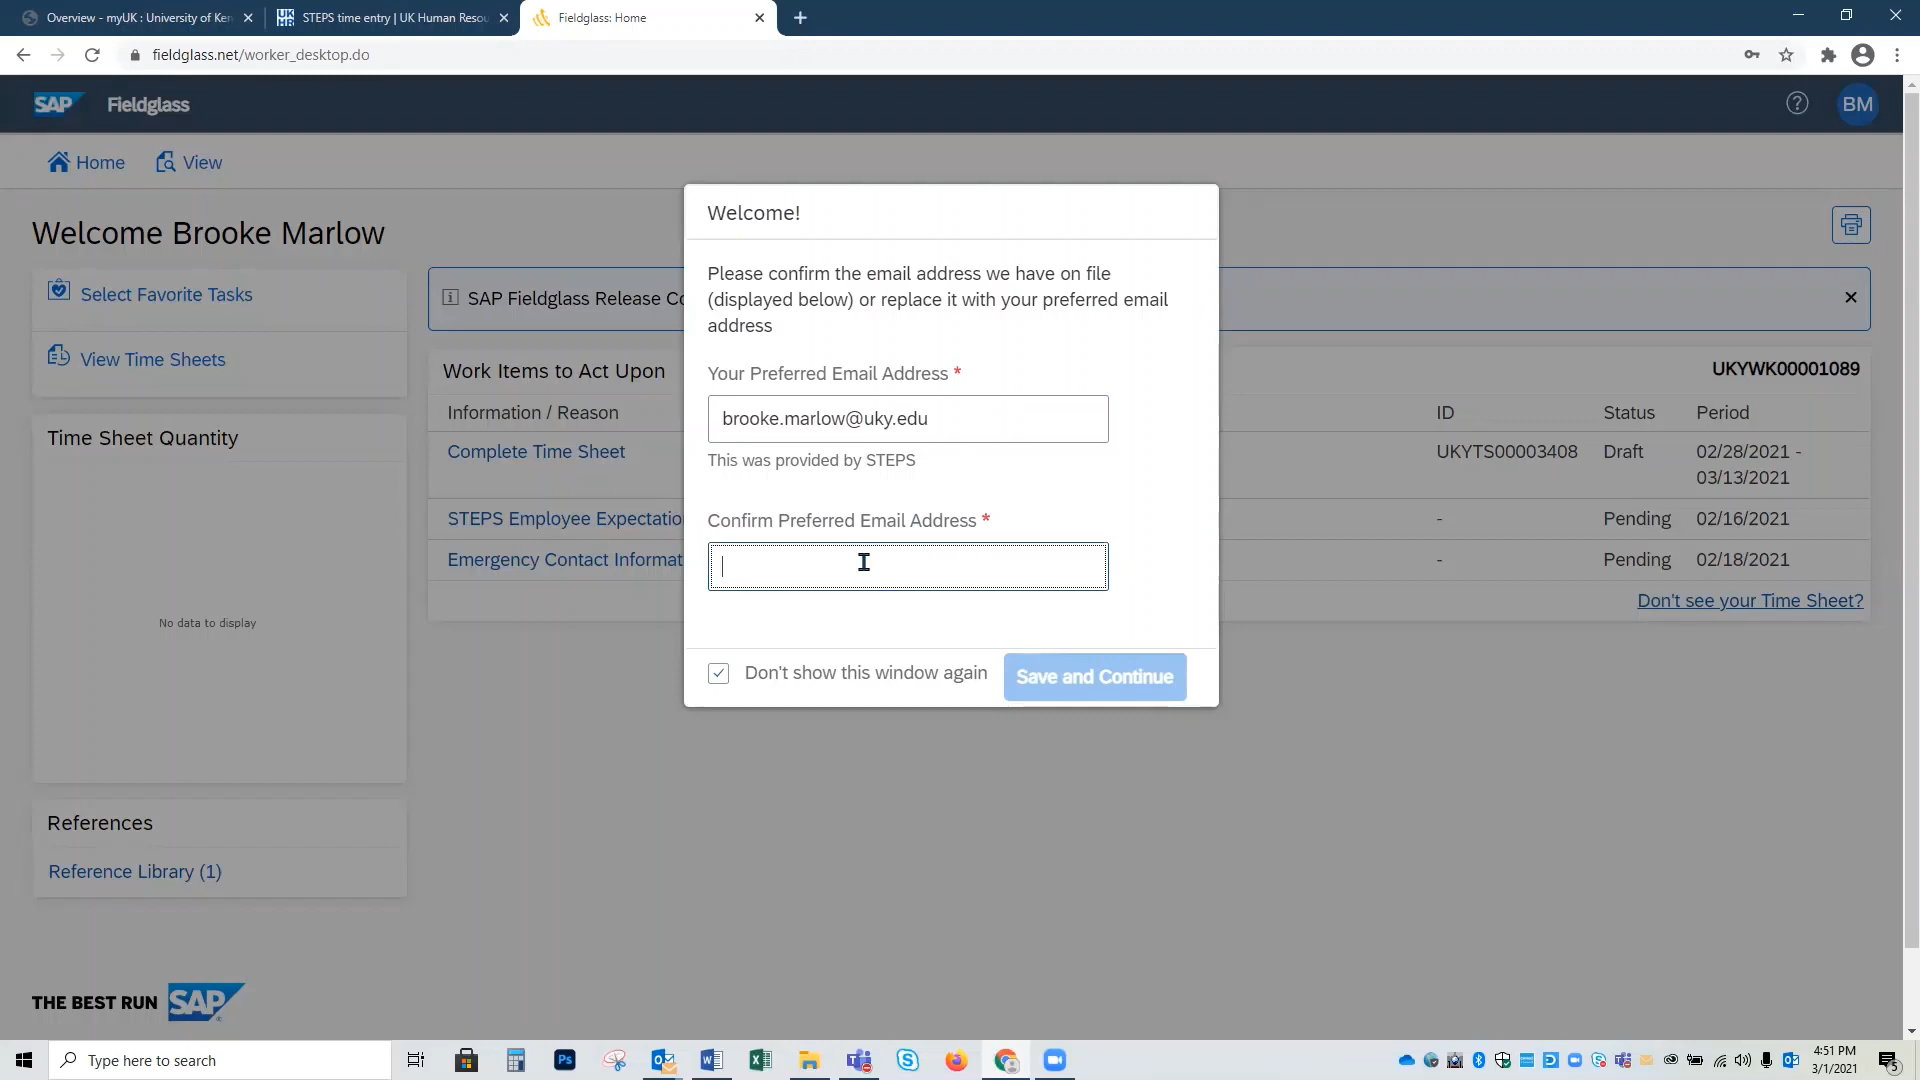 Overview - myUK : University of Ken
STEPS time entry | UK Human Resou
Fieldglass: Home
fieldglass.net/worker_desktop.do
SAP
Fieldglass
BM
Home
View
Welcome Brooke Marlow
Select Favorite Tasks
View Time Sheets
Time Sheet Quantity
No data to display
References
Reference Library (1)
THE BEST RUN SAP
SAP Fieldglass Release Co
Work Items to Act Upon
UKYWK00001089
Information / Reason
ID
Status
Period
Complete Time Sheet
UKYTS00003408
Draft
02/28/2021 -
03/13/2021
STEPS Employee Expectatio
-
Pending
02/16/2021
Emergency Contact Informat
-
Pending
02/18/2021
Don't see your Time Sheet?
Welcome!
Please confirm the email address we have on file
(displayed below) or replace it with your preferred email
address
Your Preferred Email Address *
brooke.marlow@uky.edu
This was provided by STEPS
Confirm Preferred Email Address *
Don't show this window again
Save and Continue
Type here to search
4:51 PM
3/1/2021
5